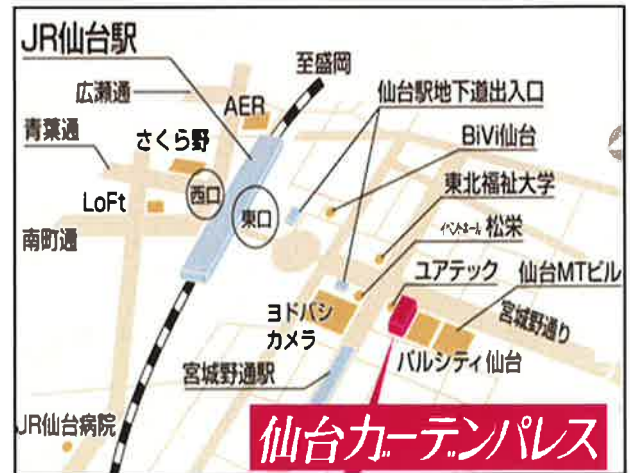 JR仙台駅
至盛岡
広瀬通
AER
仙台駅地下道出入口
青葉通
さくら野
BiVi仙台
西口
東北福祉大学
LoFt
東口
イベントホール 松栄
南町通
ユアテック
仙台MTビル
ヨドバシ
カメラ
宮城野通り
パルシティ仙台
宮城野通駅
JR仙台病院
仙台ガーデンパレス